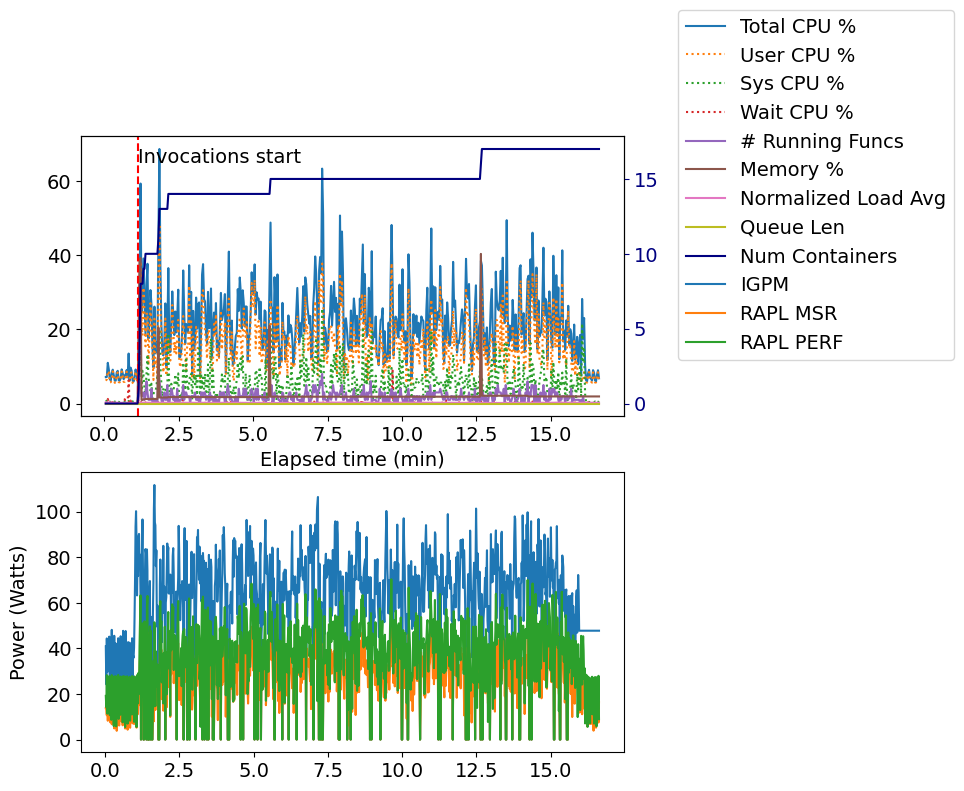 Total CPU %
User CPU %
Sys CPU %
Wait CPU %
# Running Funcs
Memory %
Normalized Load Avg
Queue Len
Num Containers
IGPM
RAPL MSR
RAPL PERF
Invocations start
60
40
20
0
15
10
5
0
0.0 2.5 5.0 7.5 10.0 12.5 15.0
Elapsed time (min)
Power (Watts)
100
80
60
40
20
0
0.0 2.5 5.0 7.5 10.0 12.5 15.0